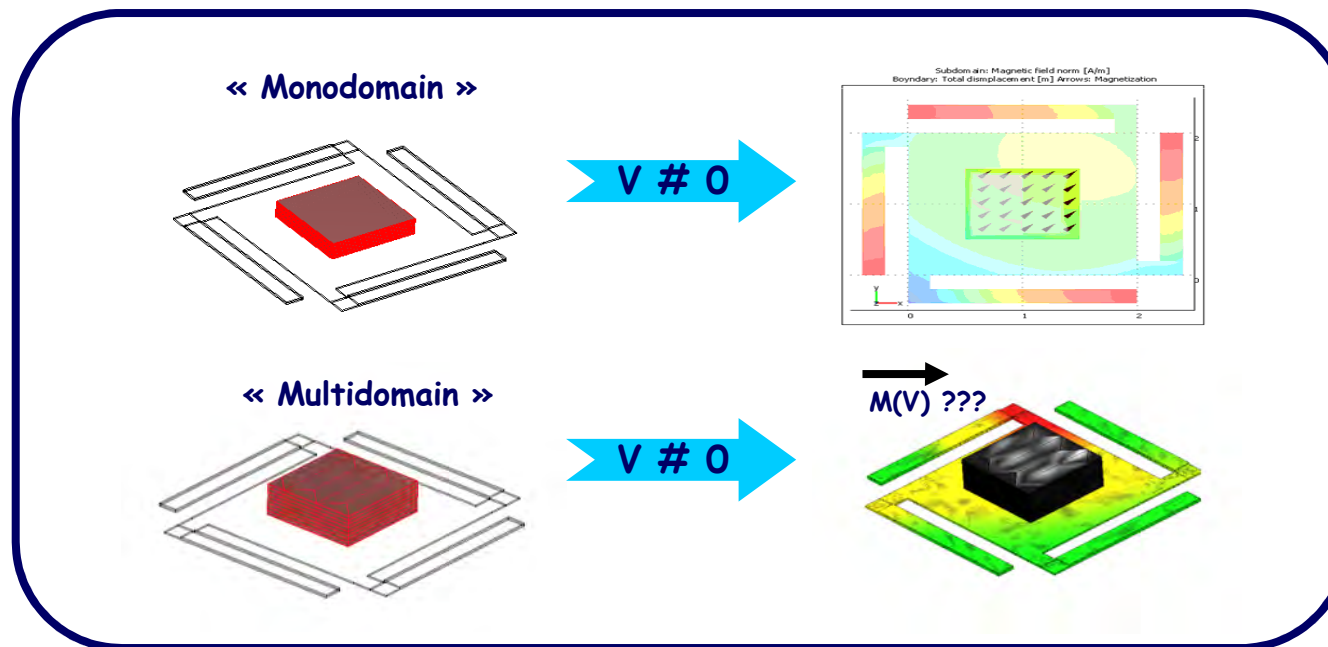 « Monodomain »
V # 0
Subdomain: Magnetic field norm [A/m]
Boyndary: Total dismplacement [m] Arrows: Magnetization
2
1
0
y
z
x
0
1
2
« Multidomain »
V # 0
M(V) ???